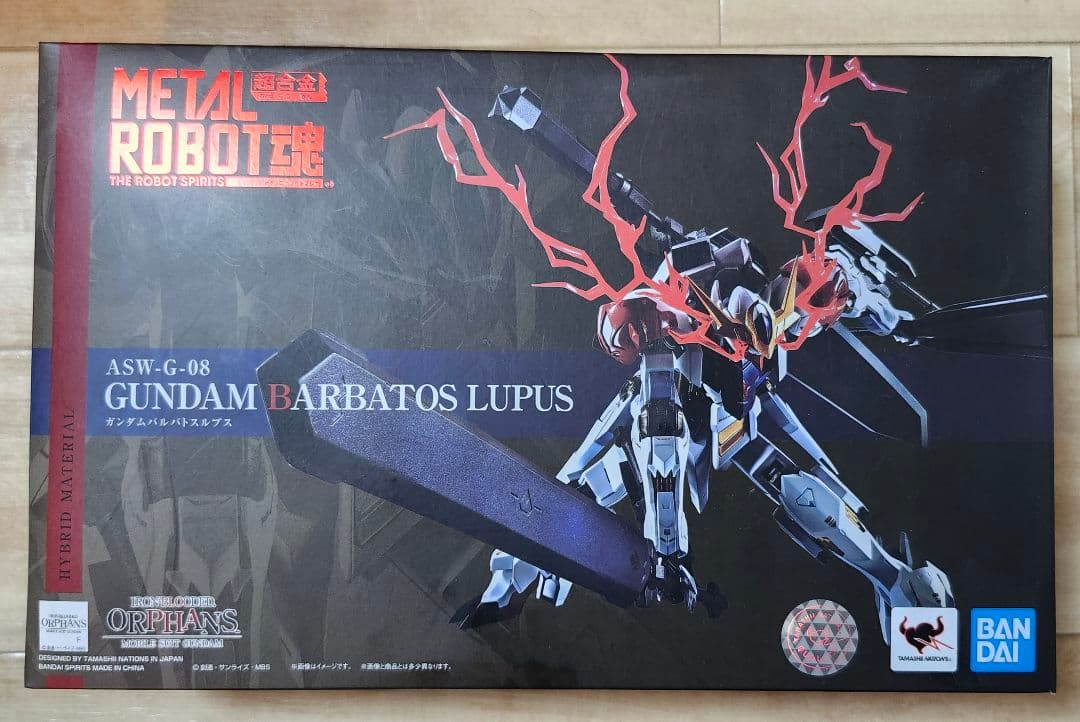 METAL 超合金
ROBOT魂
THE ROBOT SPIRITS
ASW-G-08
GUNDAM BARBATOS LUPUS
ガンダムバルバトスルプス
HYBRID MATERIAL
IRON-BLOODED
ORPHANS
MOBILE SUIT GUNDAM
ORPHANS
F
DESIGNED BY TAMASHII NATIONS IN JAPAN
BANDAI SPIRITS MADE IN CHINA
© 創通・サンライズ・MBS
※画像はイメージです。
※画像と商品とは多少異なります。
TAMASHII NATIONS
BAN
DAI